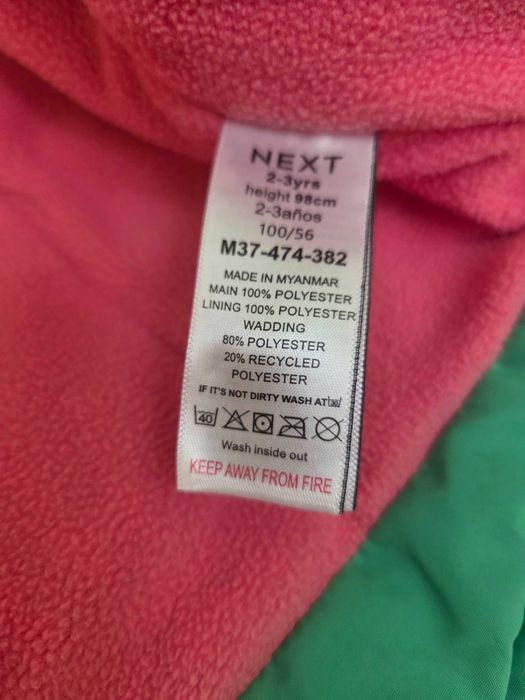 NEXT
2-3yrs
height 98cm
2-3años
100/56
M37-474-382
MADE IN MYANMAR
MAIN 100% POLYESTER
LINING 100% POLYESTER
WADDING
80% POLYESTER
20% RECYCLED
POLYESTER
IF IT'S NOT DIRTY WASH AT
40
Wash inside out
KEEP AWAY FROM FIRE